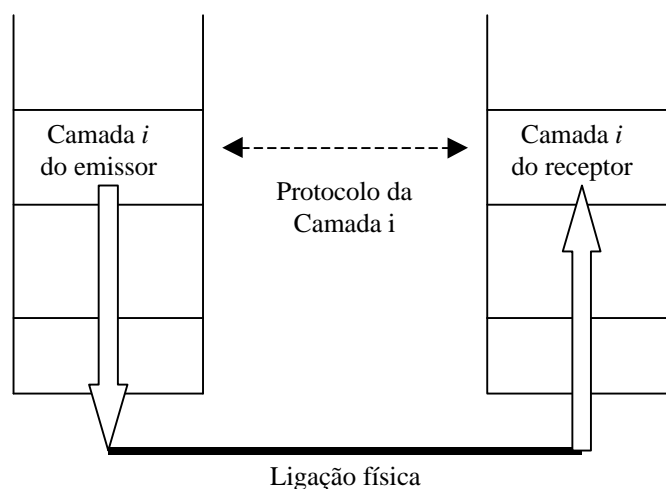 Camada i
do emissor
Camada i
do receptor
Protocolo da
Camada i
Ligação física